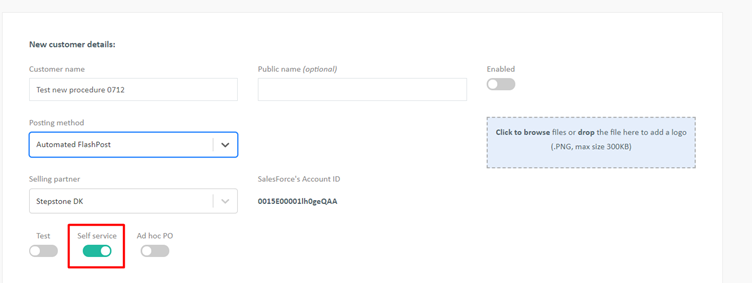 New customer details:
Customer name
Public name (optional)
Enabled
Test new procedure 0712
Posting method
Automated FlashPost
Click to browse files or drop the file here to add a logo
(.PNG, max size 300KB)
Selling partner
SalesForce's Account ID
Stepstone DK
0015E00001lh0geQAA
Test
Self service
Ad hoc PO